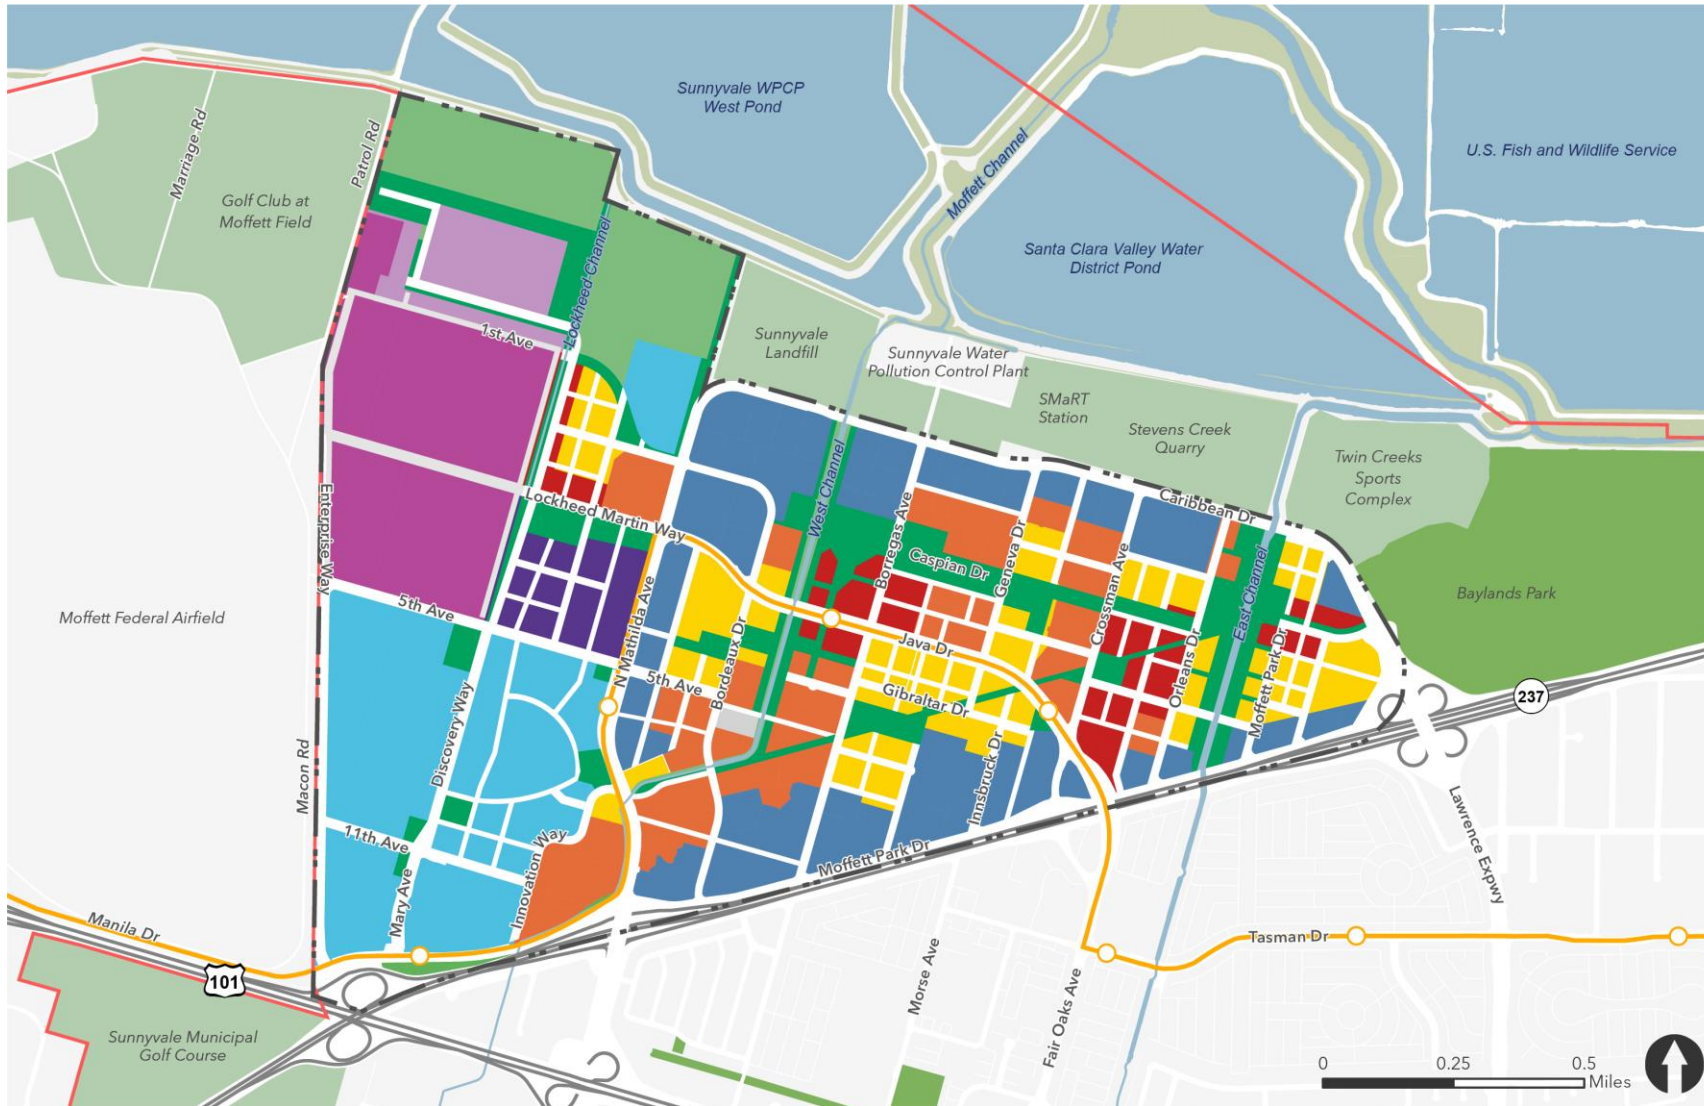 Sunnyvale WPCP
West Pond
Moffett Channel
U.S. Fish and Wildlife Service
Marriage Rd
Patrol Rd
Golf Club at
Moffett Field
Santa Clara Valley Water
District Pond
Lockheed Channel
1st Ave
Sunnyvale
Landfill
Sunnyvale Water
Pollution Control Plant
SMaRT
Station
Stevens Creek
Quarry
Twin Creeks
Sports
Complex
Caribbean Dr
West Channel
Borregas Ave
Lockheed Martin Way
Enterprise Way
Caspian Dr
Geneva Dr
Crossman Ave
East Channel
Baylands Park
Moffett Federal Airfield
5th Ave
N Mathilda Ave
Bordeaux Dr
Java Dr
Orleans Dr
Moffett Park Dr
5th Ave
Gibraltar Dr
237
Discovery Way
Macon Rd
Innsbruck Dr
11th Ave
Innovation Way
Moffett Park Dr
Lawrence Expwy
Mary Ave
Manila Dr
Tasman Dr
101
Morse Ave
Fair Oaks Ave
Sunnyvale Municipal
Golf Course
0 0.25 0.5
Miles